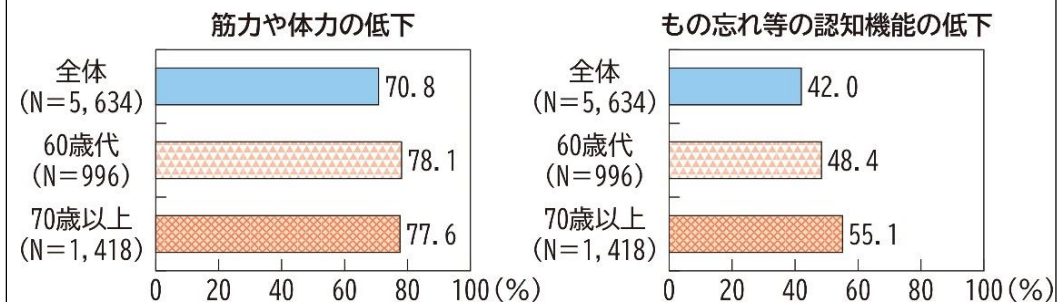 筋力や体力の低下
全体
(N=5,634)
70.8
60歳代
(N=996)
78.1
70歳以上
(N=1,418)
77.6
0 20 40 60 80 100(%)
もの忘れ等の認知機能の低下
全体
(N=5,634)
42.0
60歳代
(N=996)
48.4
70歳以上
(N=1,418)
55.1
0 20 40 60 80 100(%)